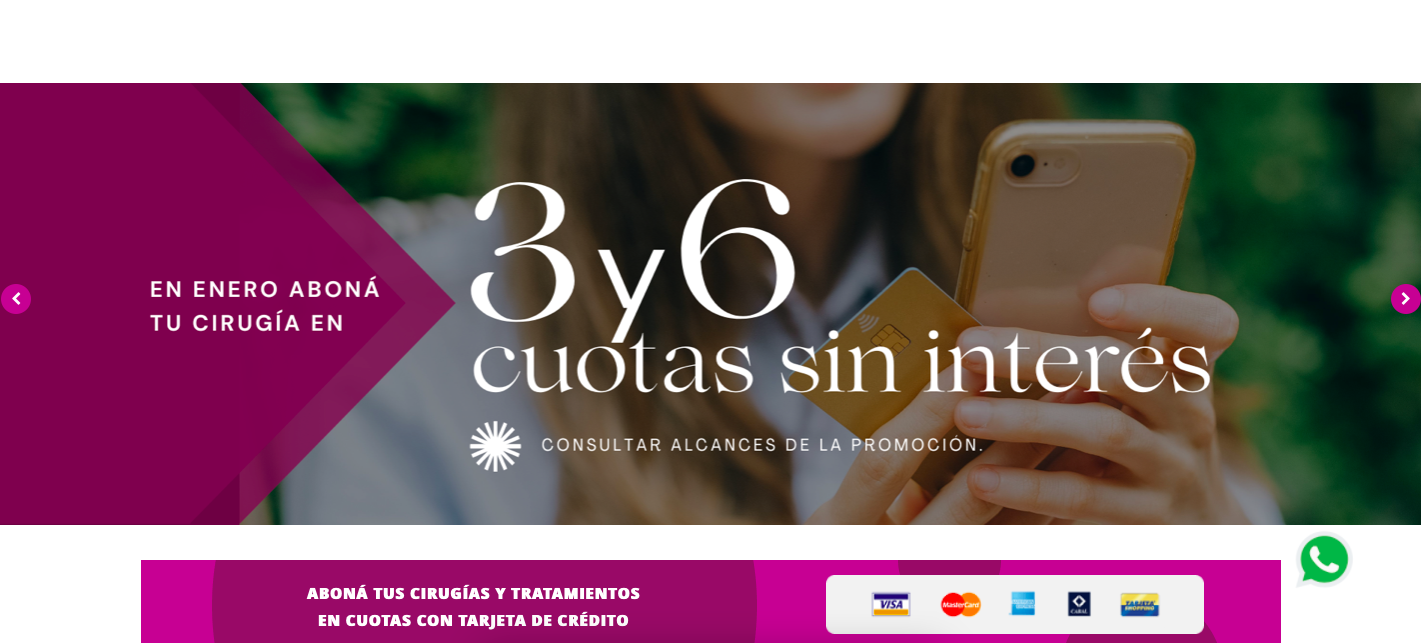 EN ENERO ABONÁ
TU CIRUGÍA EN
3 y 6
cuotas sin interés
CONSULTAR ALCANCES DE LA PROMOCIÓN.
ABONÁ TUS CIRUGÍAS Y TRATAMIENTOS
EN CUOTAS CON TARJETA DE CRÉDITO
VISA MasterCard CABAL